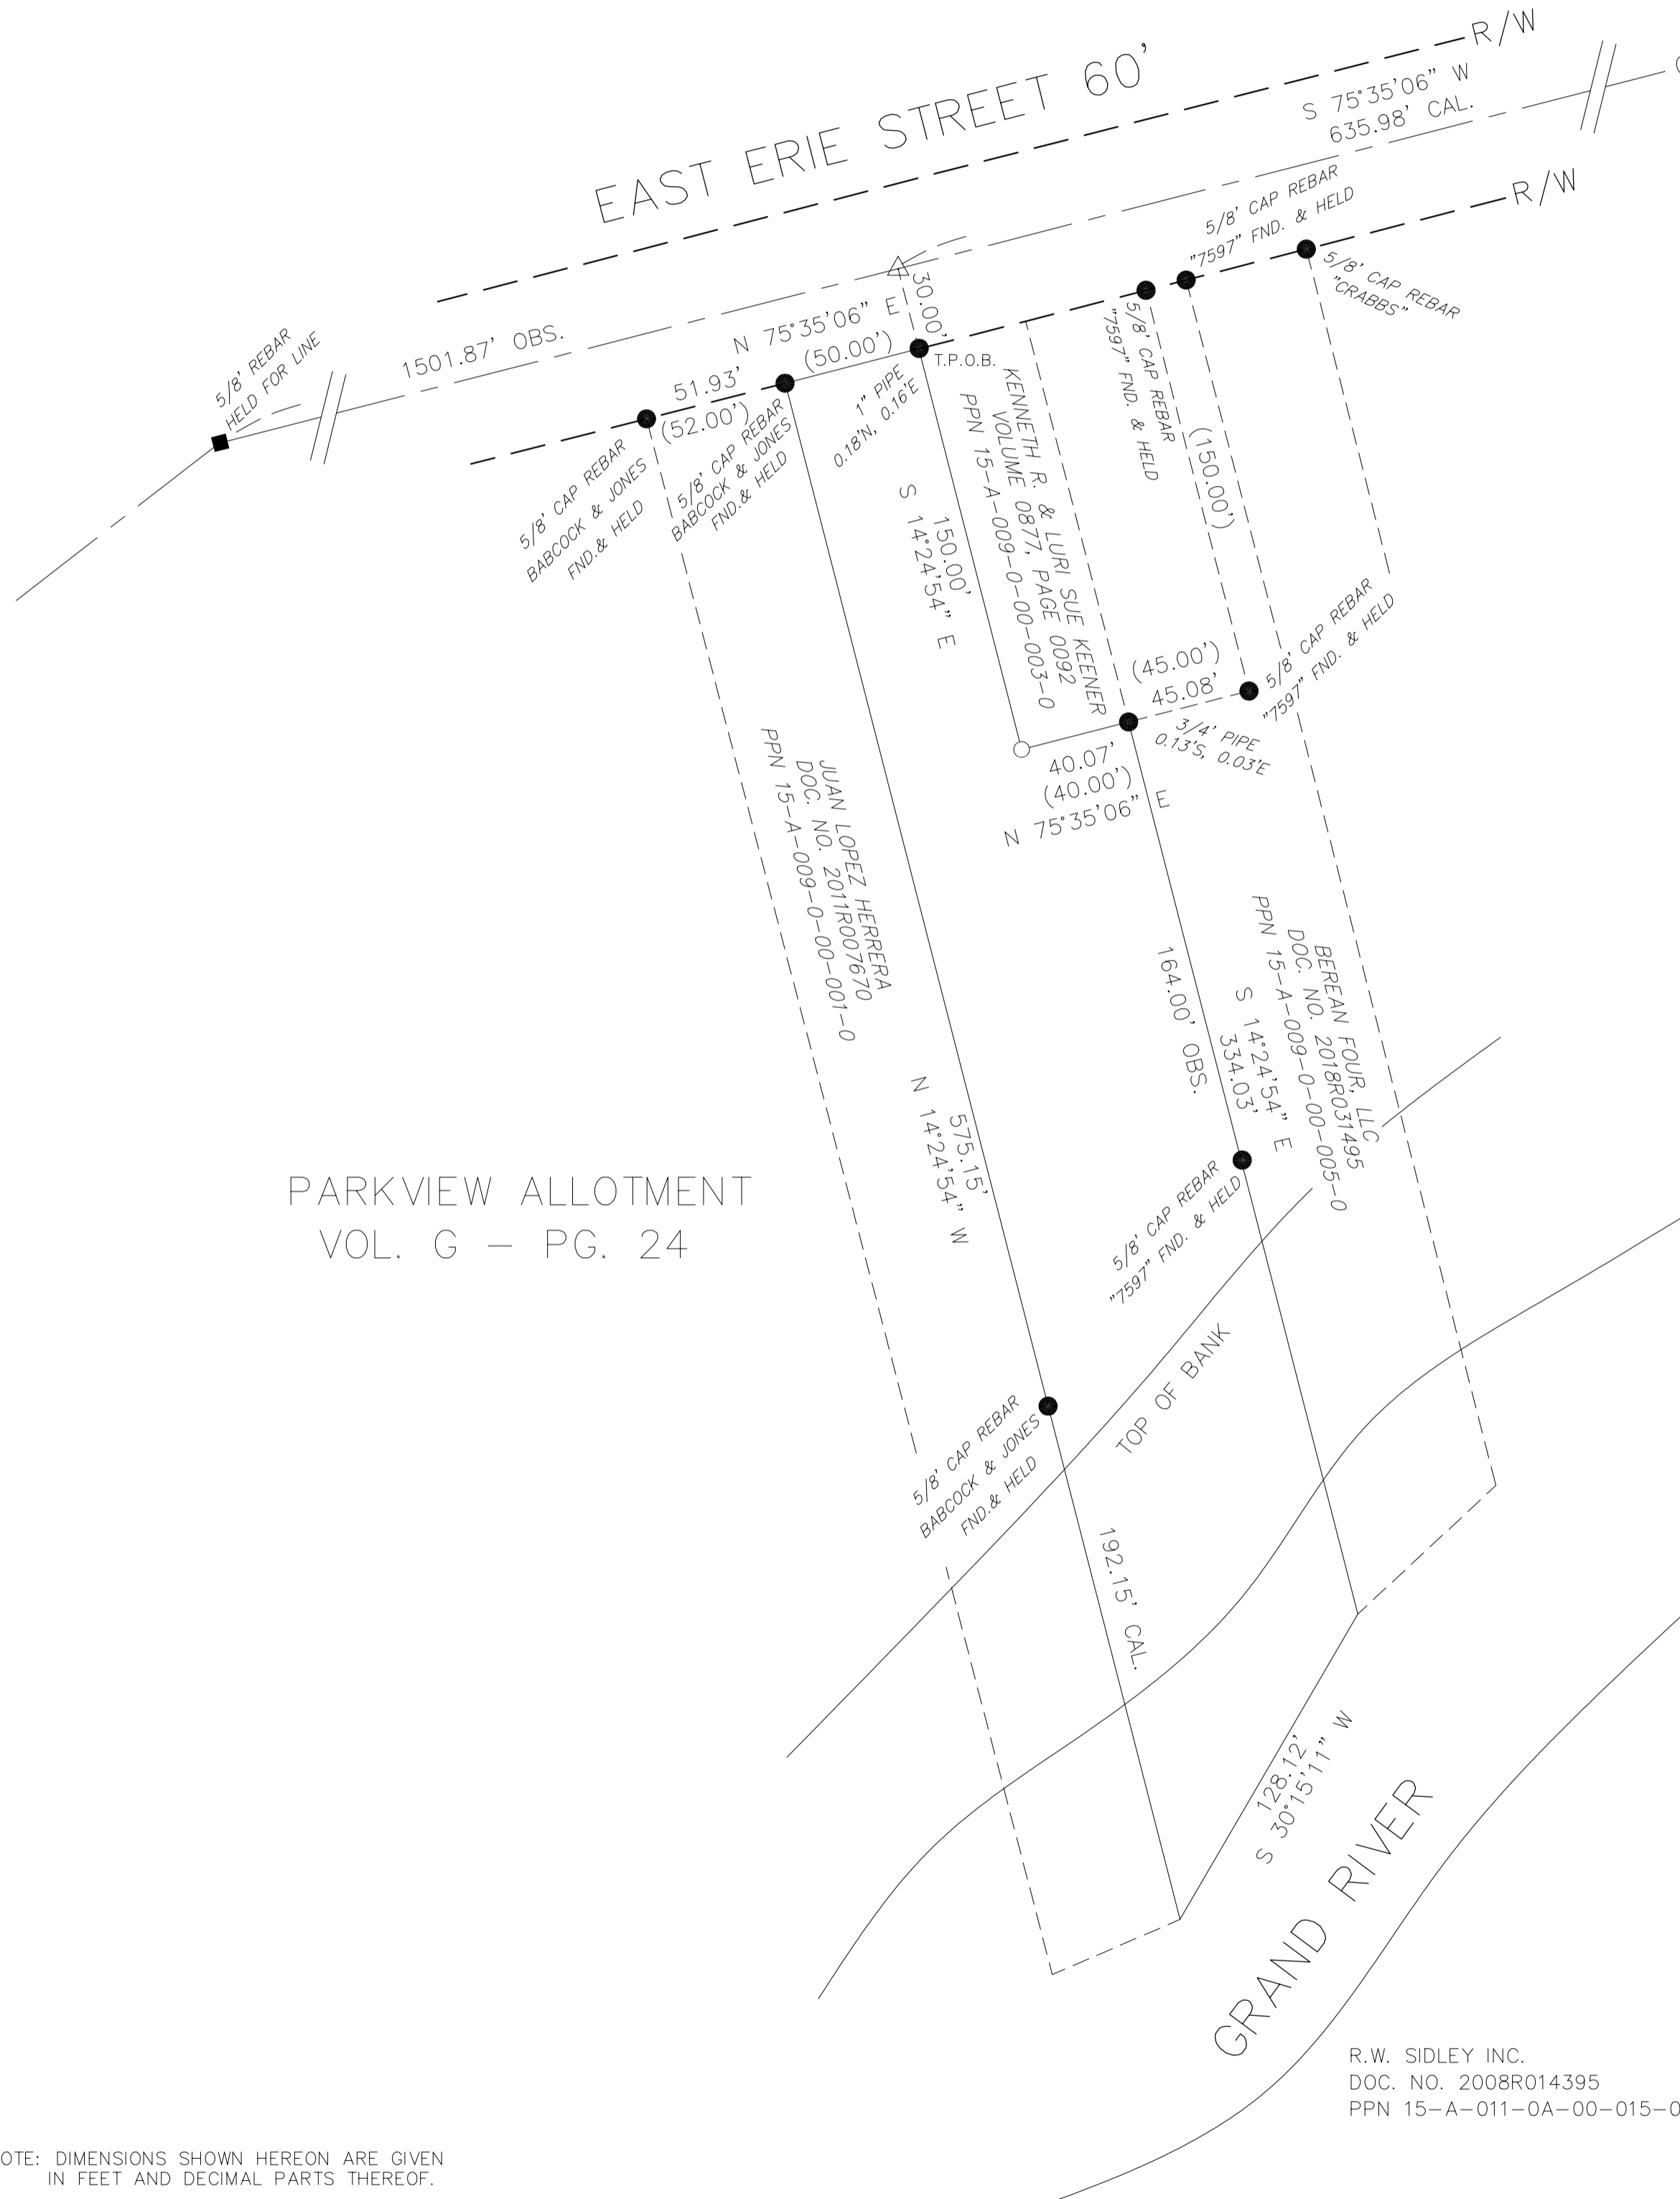 R/W
EAST ERIE STREET 60'
S 75°35'06" W
635.98' CAL.
R/W
5/8' CAP REBAR
"7597" FND. & HELD
5/8' CAP REBAR
"CRABBS"
30.00'
5/8' REBAR
HELD FOR LINE
1501.87' OBS.
N 75°35'06" E
(50.00')
T.P.O.B.
51.93'
(52.00')
1" PIPE
0.18'N, 0.16'E
5/8' CAP REBAR
BABCOCK & JONES
FND.& HELD
5/8' CAP REBAR
BABCOCK & JONES
FND.& HELD
5/8' CAP REBAR
"7597" FND. & HELD
(150.00')
150.00'
S 14°24'54" E
KENNETH R. & LURI SUE KEENER
VOLUME 0877, PAGE 0092
PPN 15-A-009-0-00-003-0
(45.00')
45.08'
5/8' CAP REBAR
"7597" FND. & HELD
3/4' PIPE
0.13'S, 0.03'E
40.07'
(40.00')
N 75°35'06" E
JUAN LOPEZ HERRERA
DOC. NO. 2011R007670
PPN 15-A-009-0-00-001-0
BEREAN FOUR, LLC
DOC. NO. 2018R031495
PPN 15-A-009-0-00-005-0
164.00' OBS.
S 14°24'54" E
334.03'
575.15'
N 14°24'54" W
PARKVIEW ALLOTMENT
VOL. G - PG. 24
5/8' CAP REBAR
"7597" FND. & HELD
TOP OF BANK
5/8' CAP REBAR
BABCOCK & JONES
FND.& HELD
192.15' CAL.
128.12'
S 30°15'11" W
GRAND RIVER
R.W. SIDLEY INC.
DOC. NO. 2008R014395
PPN 15-A-011-0A-00-015-0
OTE: DIMENSIONS SHOWN HEREON ARE GIVEN
IN FEET AND DECIMAL PARTS THEREOF.